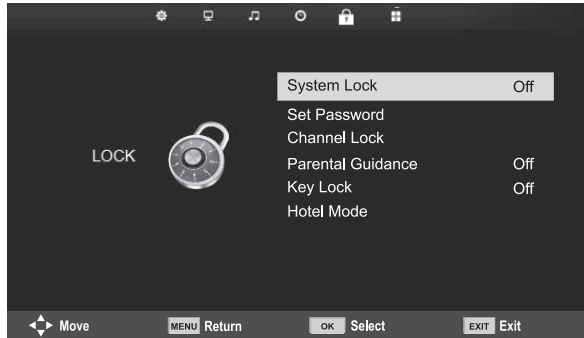 LOCK
System Lock Off
Set Password
Channel Lock
Parental Guidance Off
Key Lock Off
Hotel Mode
Move MENU Return OK Select EXIT Exit